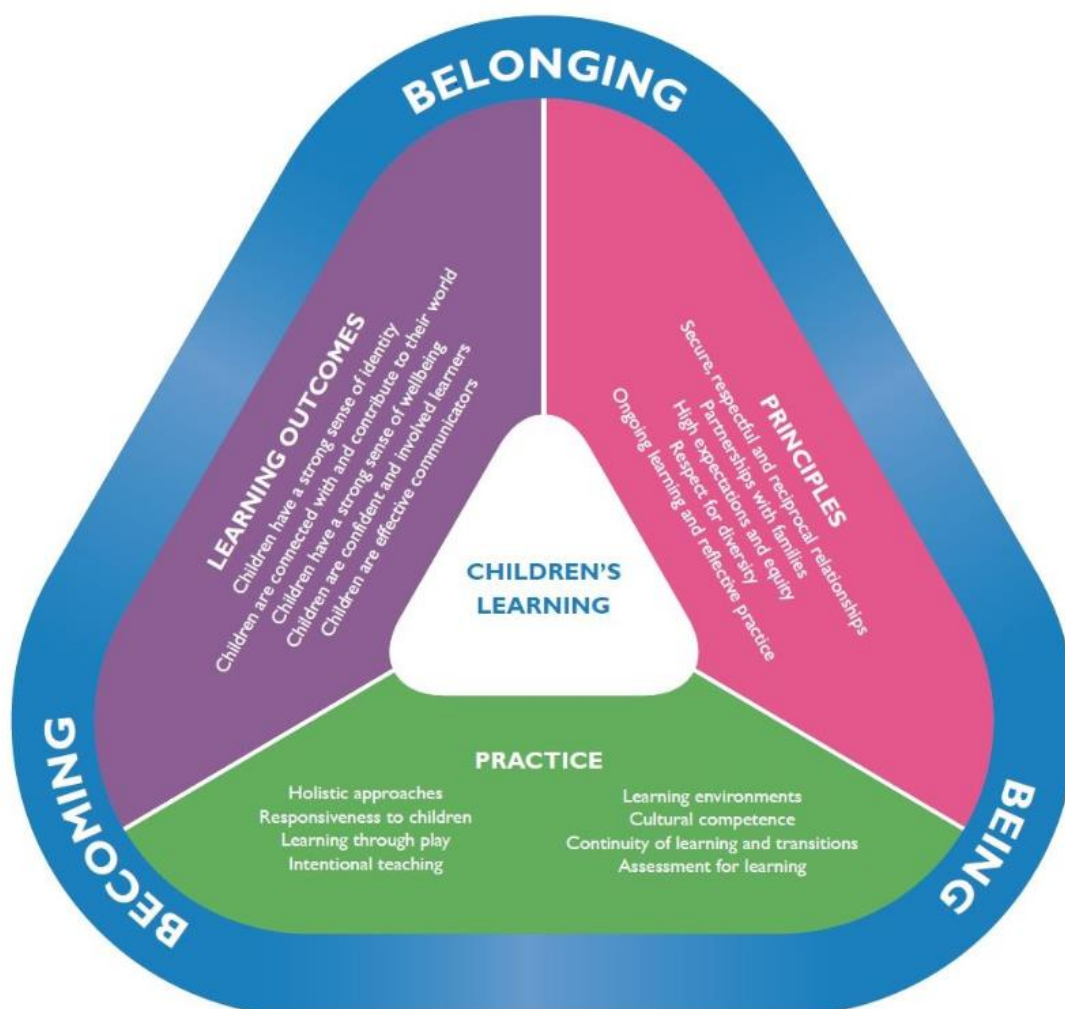 BELONGING
LEARNING OUTCOMES
Children have a strong sense of identity
Children are connected with and contribute to their world
Children have a strong sense of wellbeing
Children are confident and involved learners
Children are effective communicators
PRINCIPLES
Secure, respectful and reciprocal relationships
Partnerships with families
High expectations and equity
Respect for diversity
Ongoing learning and reflective practice
CHILDREN'S
LEARNING
PRACTICE
Holistic approaches
Responsiveness to children
Learning through play
Intentional teaching
Learning environments
Cultural competence
Continuity of learning and transitions
Assessment for learning
BECOMING
BEING